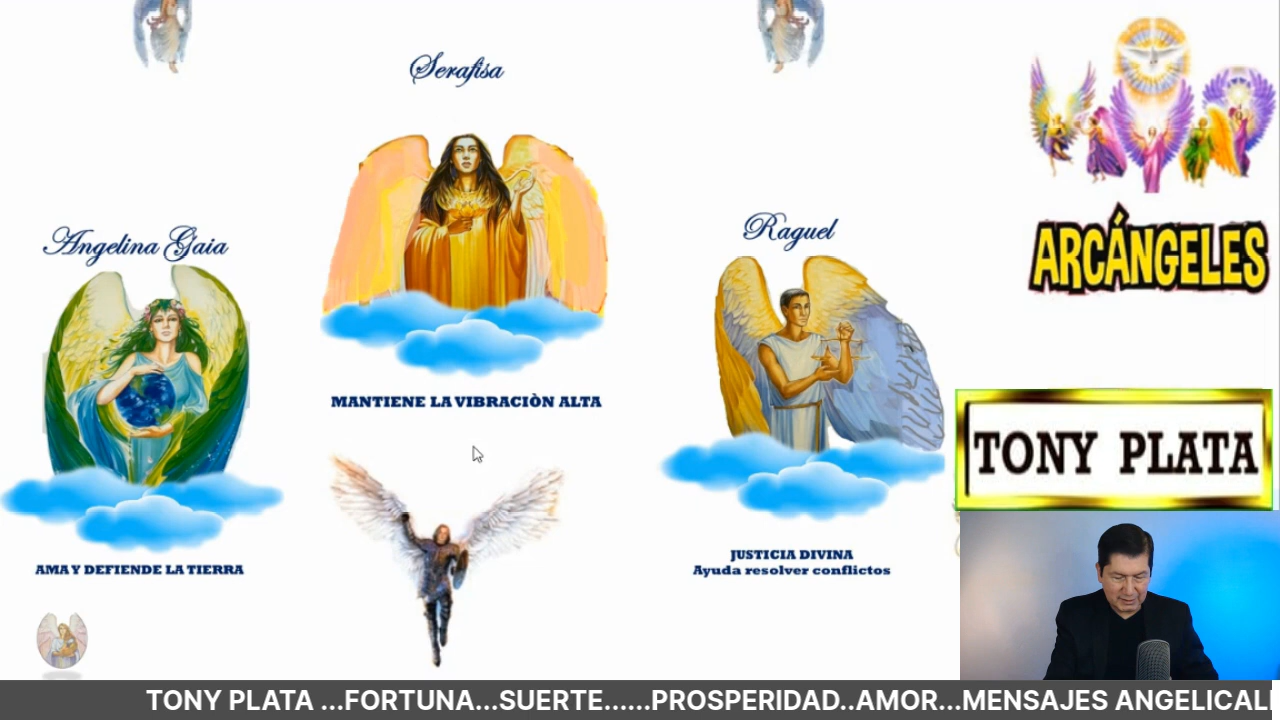 Serafisa
Angelina Gaia
Raguel
ARCÁNGELES
MANTIENE LA VIBRACIÒN ALTA
TONY PLATA
AMA Y DEFIENDE LA TIERRA
JUSTICIA DIVINA
Ayuda resolver conflictos
TONY PLATA ...FORTUNA...SUERTE......PROSPERIDAD..AMOR...MENSAJES ANGELICAL